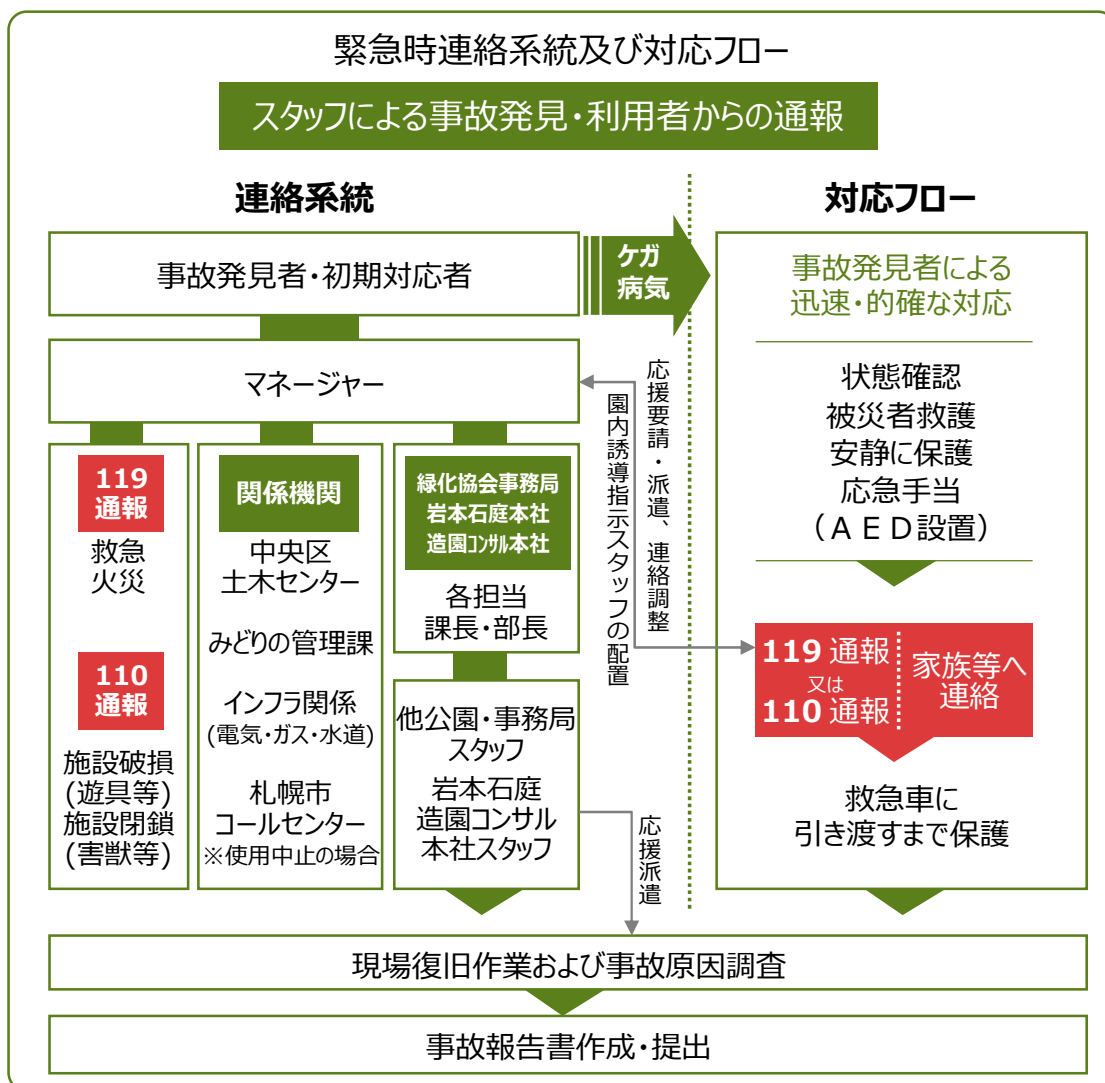 緊急時連絡系統及び対応フロー
スタッフによる事故発見・利用者からの通報
連絡系統
事故発見者・初期対応者
ケガ
病気
マネージャー
119
通報
救急
火災
110
通報
施設破損
(遊具等)
施設閉鎖
(害獣等)
関係機関
中央区
土木センター
みどりの管理課
インフラ関係
(電気・ガス・水道)
札幌市
コールセンター
※使用中止の場合
緑化協会事務局
岩本石庭本社
造園コンサル本社
各担当
課長・部長
他公園・事務局
スタッフ
岩本石庭
造園コンサル
本社スタッフ
応援要請・派遣、連絡調整
園内誘導指示スタッフの配置
応援派遣
対応フロー
事故発見者による
迅速・的確な対応
状態確認
被災者救護
安静に保護
応急手当
（ＡＥＤ設置）
119 通報
又は
110 通報
家族等へ
連絡
救急車に
引き渡すまで保護
現場復旧作業および事故原因調査
事故報告書作成・提出